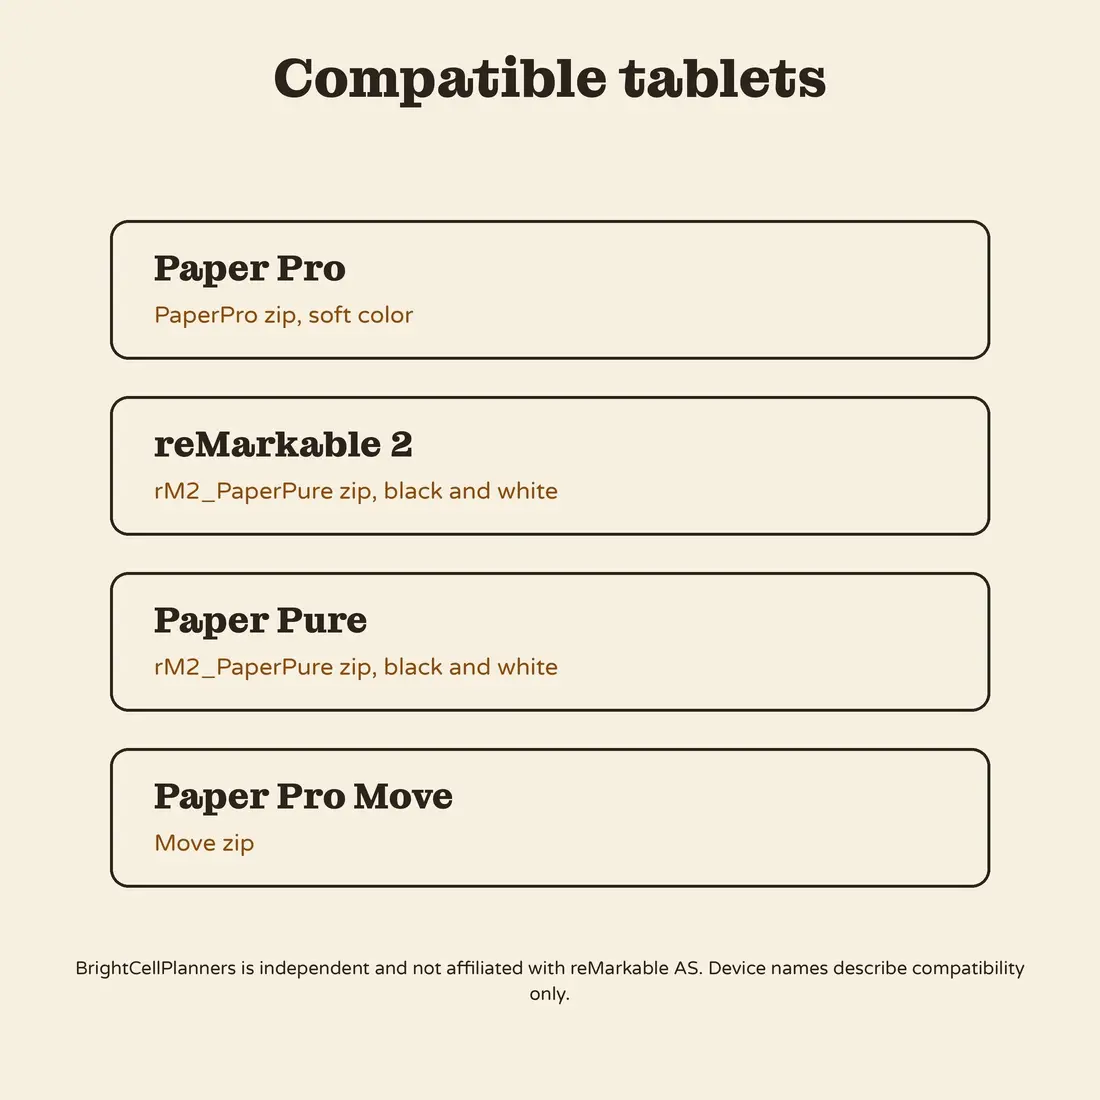 Compatible tablets
Paper Pro
PaperPro zip, soft color
reMarkable 2
rM2_PaperPure zip, black and white
Paper Pure
rM2_PaperPure zip, black and white
Paper Pro Move
Move zip
BrightCellPlanners is independent and not affiliated with reMarkable AS. Device names describe compatibility
only.